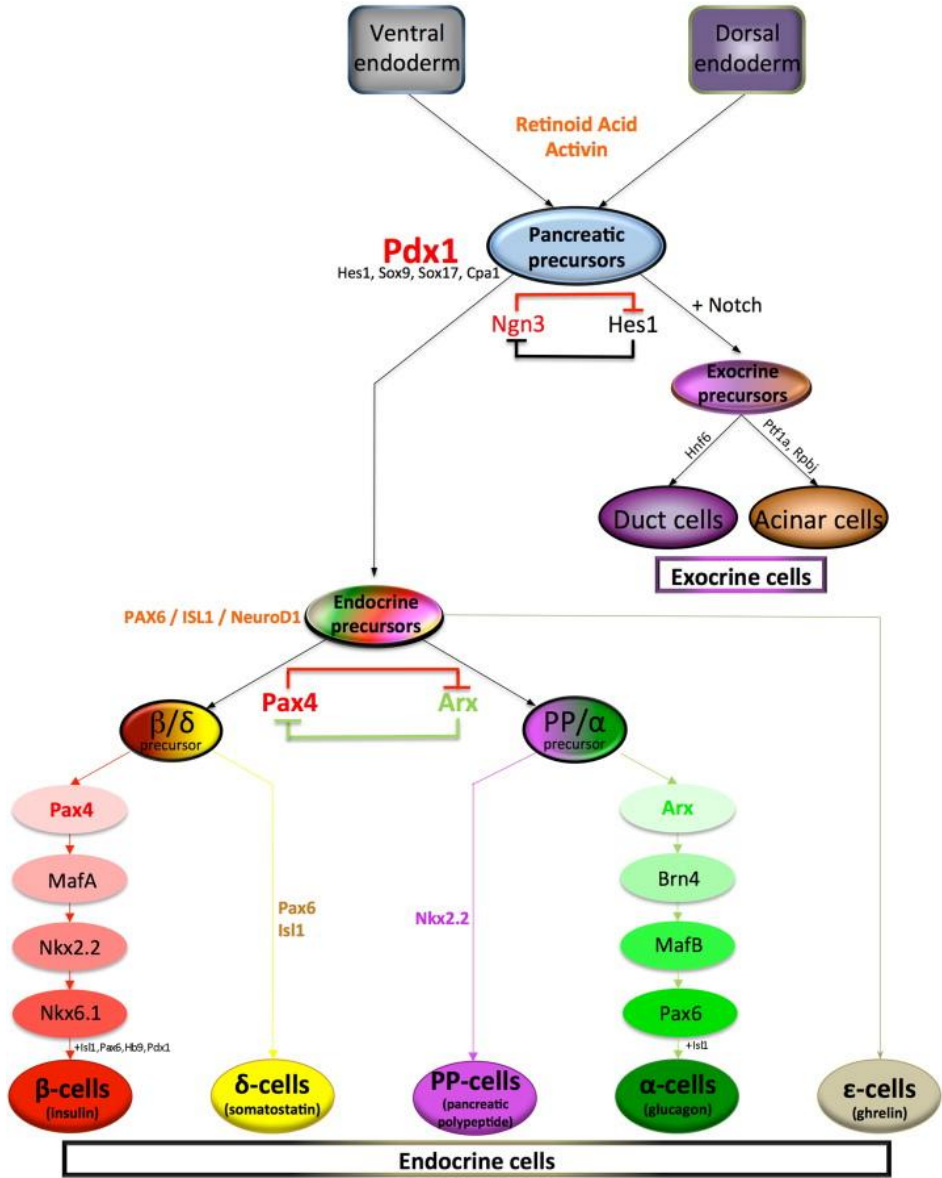 Ventral
endoderm
Dorsal
endoderm
Retinoid Acid
Activin
Pancreatic
precursors
Pdx1
Hes1, Sox9, Sox17, Cpa1
Ngn3
Hes1
+ Notch
Exocrine
precursors
Hnf6
Ptf1a, Rpbj
Duct cells
Acinar cells
Exocrine cells
PAX6 / ISL1 / NeuroD1
Endocrine
precursors
Pax4
Arx
β/δ
precursor
PP/α
precursor
Pax4
MafA
Nkx2.2
Nkx6.1
+Isl1,Pax6,Hb9,Pdx1
Pax6
Isl1
Nkx2.2
Arx
Brn4
MafB
Pax6
+Isl1
β-cells
(insulin)
δ-cells
(somatostatin)
PP-cells
(pancreatic
polypeptide)
α-cells
(glucagon)
ε-cells
(ghrelin)
Endocrine cells